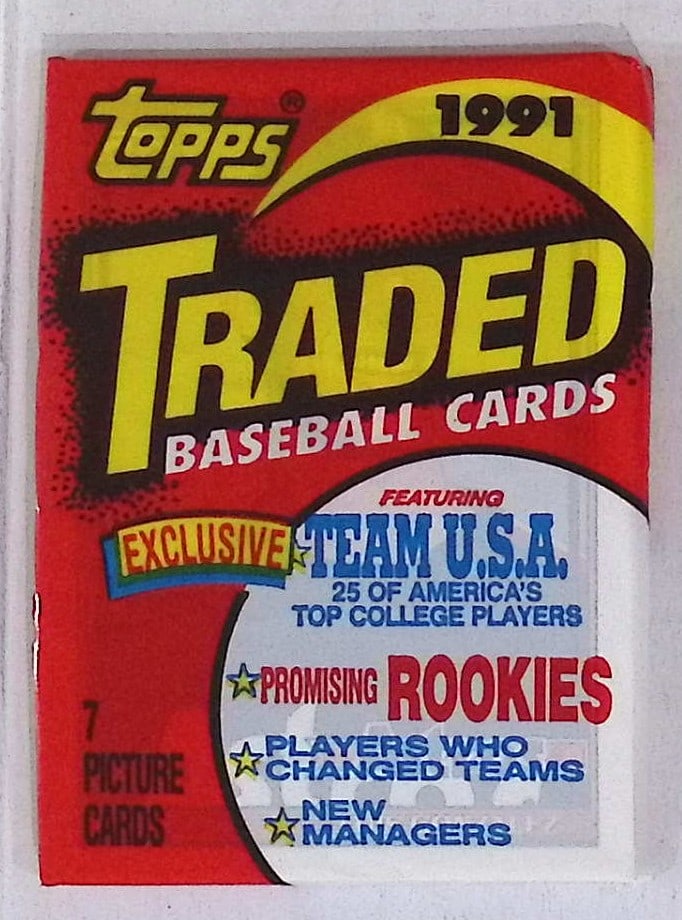 Topps®
1991
TRADED
BASEBALL CARDS
FEATURING
EXCLUSIVE
TEAM U.S.A.
25 OF AMERICA'S
TOP COLLEGE PLAYERS
PROMISING ROOKIES
7
PICTURE
CARDS
PLAYERS WHO
CHANGED TEAMS
NEW
MANAGERS